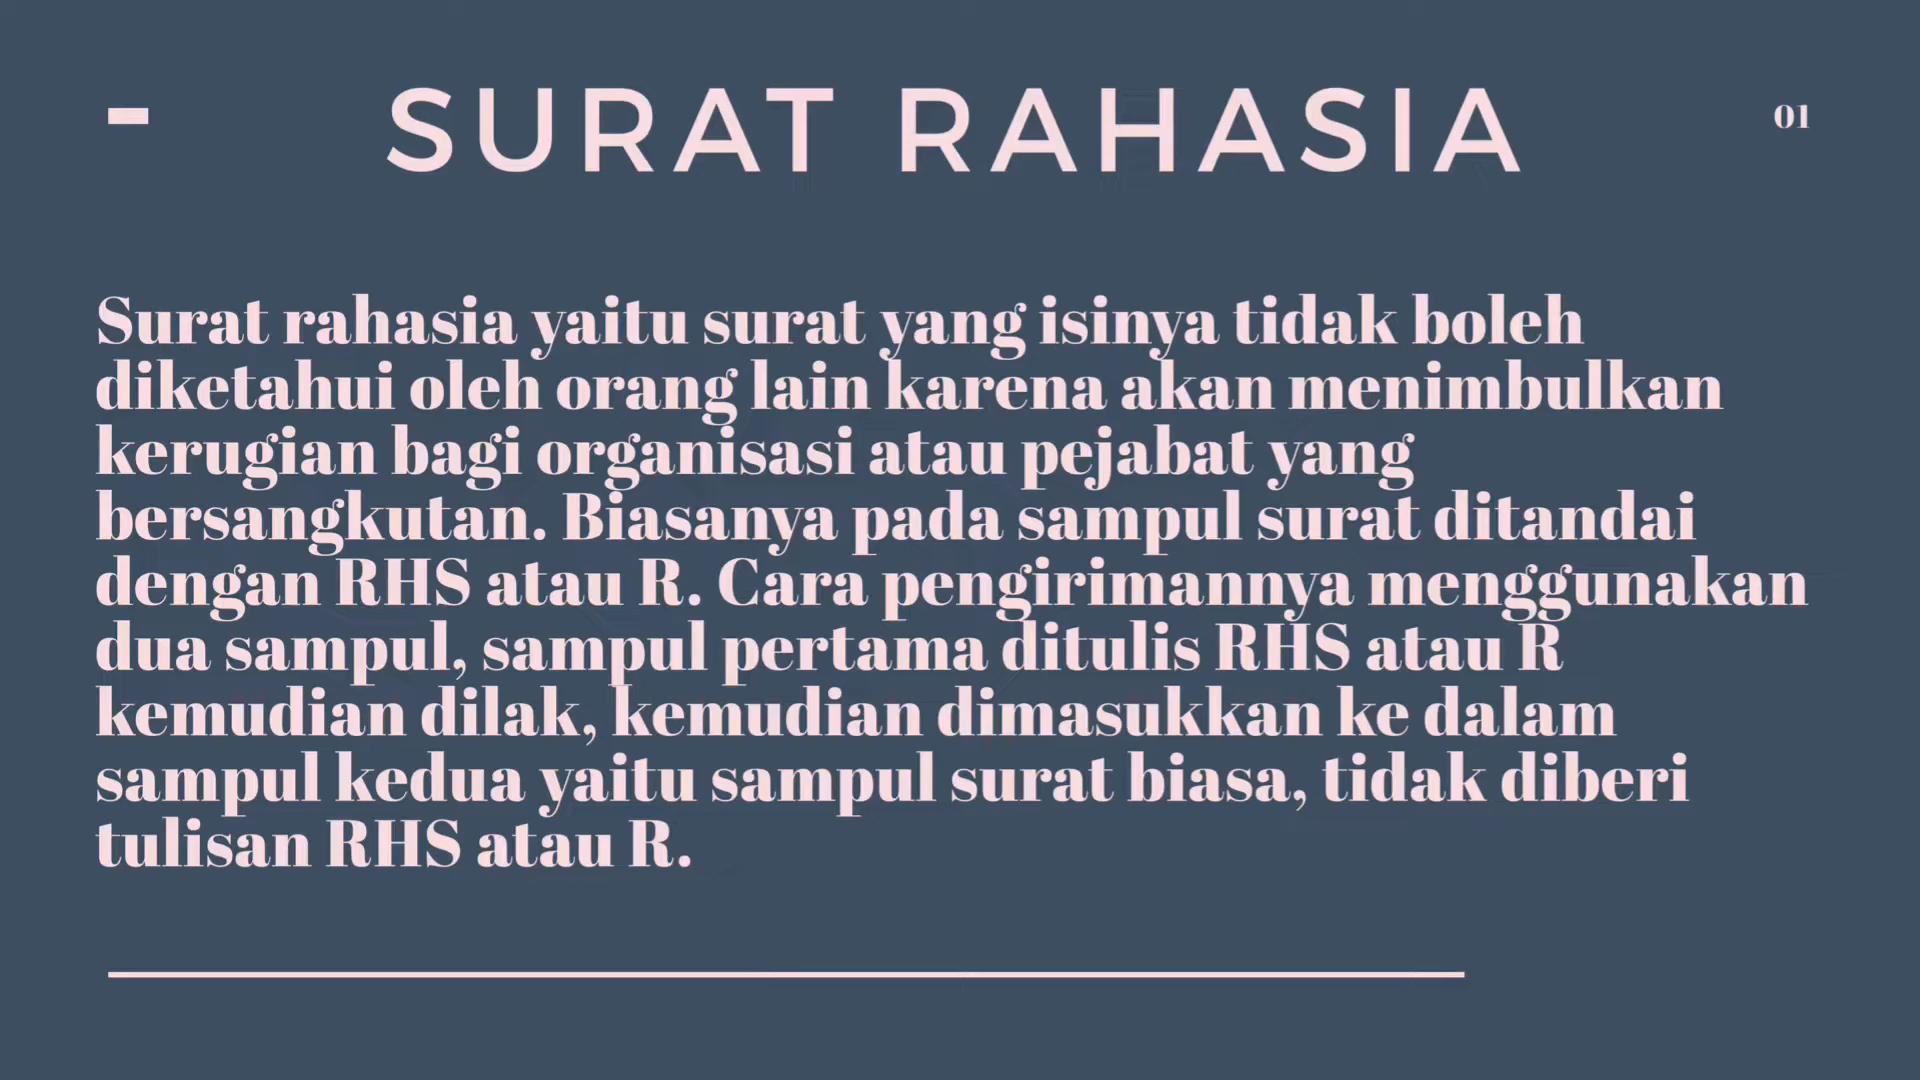 - SURAT RAHASIA 01
Surat rahasia yaitu surat yang isinya tidak boleh
diketahui oleh orang lain karena akan menimbulkan
kerugian bagi organisasi atau pejabat yang
bersangkutan. Biasanya pada sampul surat ditandai
dengan RHS atau R. Cara pengirimannya menggunakan
dua sampul, sampul pertama ditulis RHS atau R
kemudian dilak, kemudian dimasukkan ke dalam
sampul kedua yaitu sampul surat biasa, tidak diberi
tulisan RHS atau R.